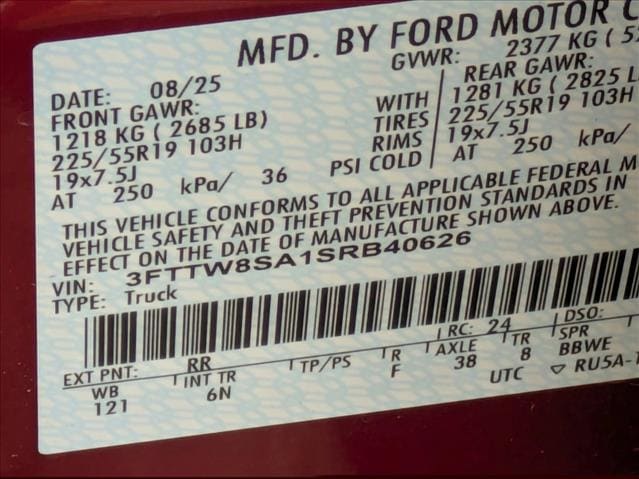 MFD. BY FORD MOTOR
DATE: 08/25 GVWR: 2377 KG (
FRONT GAWR: REAR GAWR:
1218 KG ( 2685 LB) WITH 1281 KG ( 2825 L
225/55R19 103H TIRES 225/55R19 103H
19x7.5J RIMS 19x7.5J
AT 250 kPa/ 36 PSI COLD AT 250 kPa/
THIS VEHICLE CONFORMS TO ALL APPLICABLE FEDERAL M
VEHICLE SAFETY AND THEFT PREVENTION STANDARDS IN
EFFECT ON THE DATE OF MANUFACTURE SHOWN ABOVE.
VIN: 3FTTW8SA1SRB40626
TYPE: Truck
EXT PNT: RR RC: 24 DSO:
WB INT TR TP/PS R AXLE TR SPR
121 6N F 38 8 BBWE
UTC ▽ RU5A-